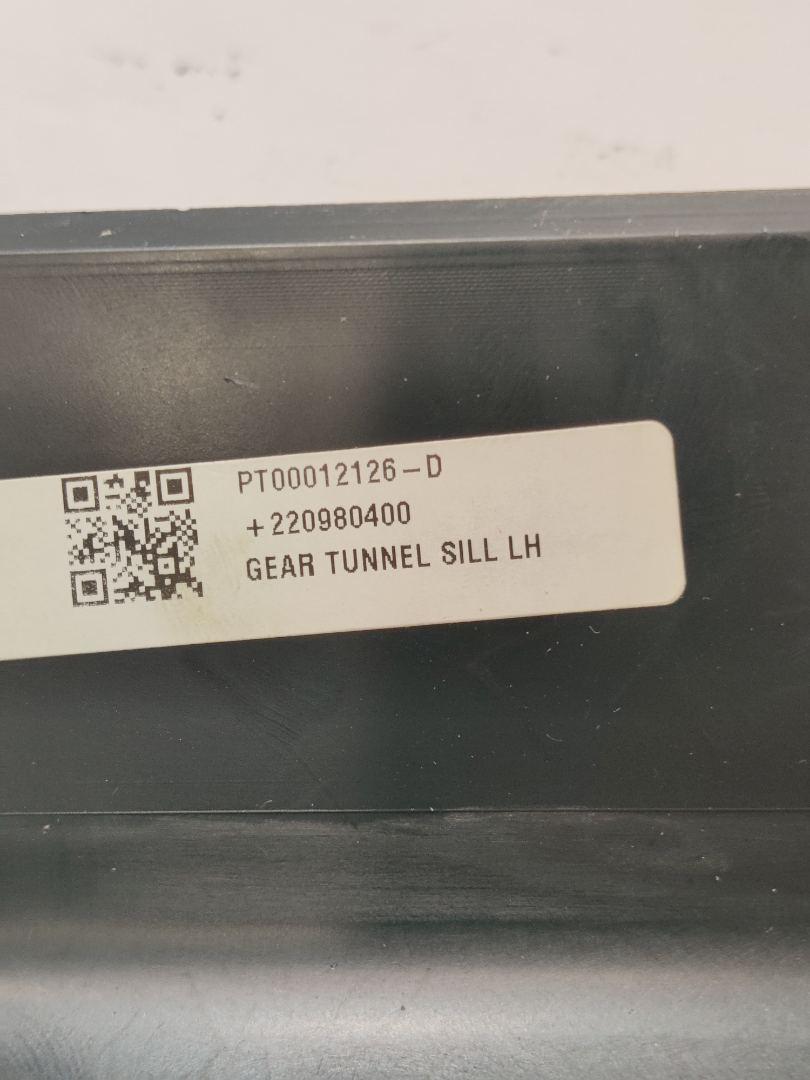 PT00012126-D
+220980400
GEAR TUNNEL SILL LH